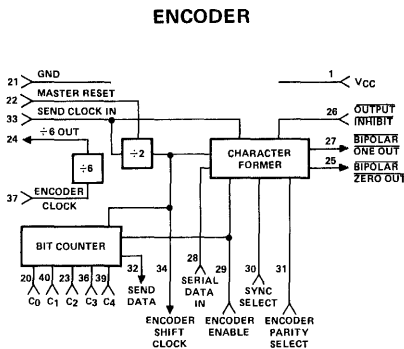 ENCODER
21 GND
1 VCC
22 MASTER RESET
33 SEND CLOCK IN
26 OUTPUT
INHIBIT
24 ÷6 OUT
÷2
CHARACTER
FORMER
27 BIPOLAR
ONE OUT
25 BIPOLAR
ZERO OUT
÷6
37 ENCODER
CLOCK
BIT COUNTER
20 40 23 36 39
C0 C1 C2 C3 C4
32
SEND
DATA
34
ENCODER
SHIFT
CLOCK
28
SERIAL
DATA
IN
29
ENCODER
ENABLE
30
SYNC
SELECT
31
ENCODER
PARITY
SELECT